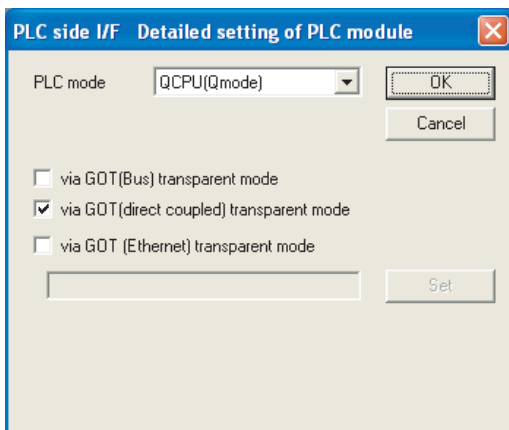 PLC side I/F Detailed setting of PLC module
PLC mode QCPU(Qmode) OK
Cancel
via GOT(Bus) transparent mode
via GOT(direct coupled) transparent mode
via GOT (Ethernet) transparent mode
Set